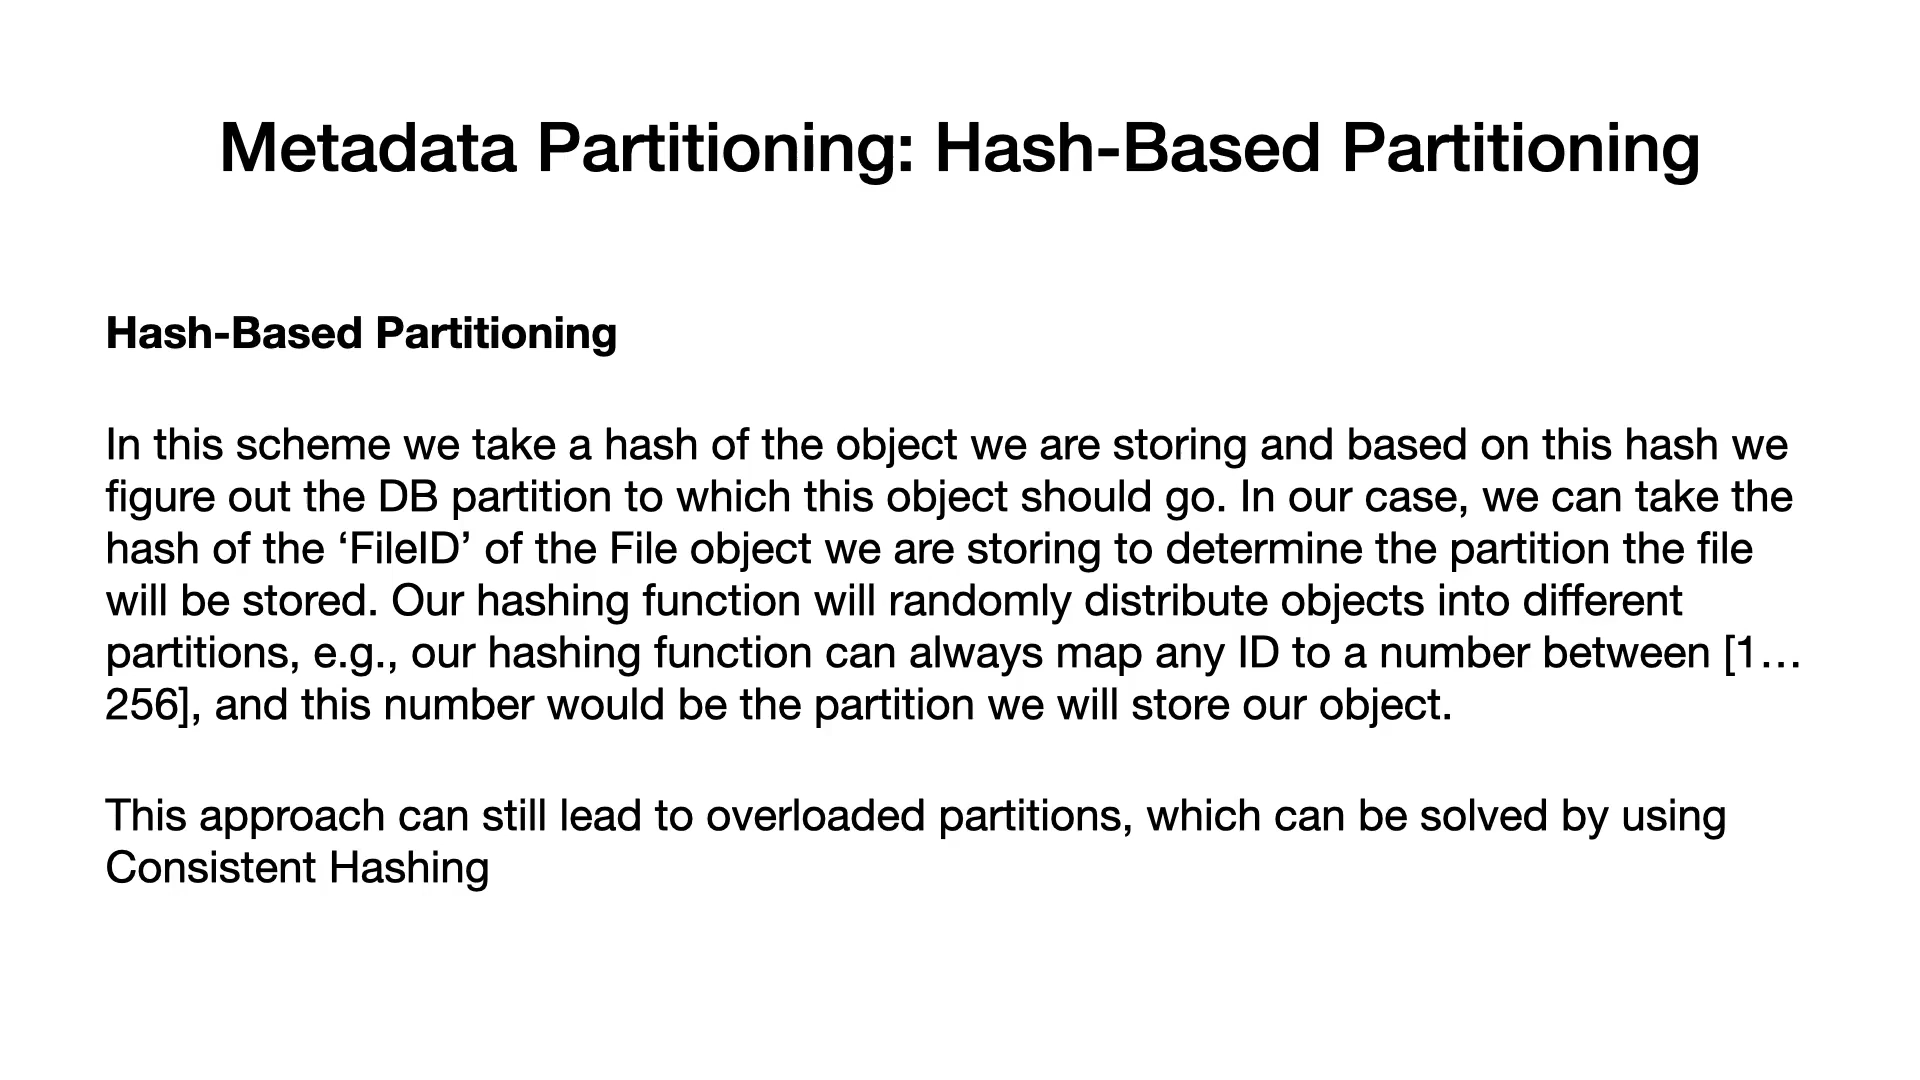 Metadata Partitioning: Hash-Based Partitioning
Hash-Based Partitioning
In this scheme we take a hash of the object we are storing and based on this hash we
figure out the DB partition to which this object should go. In our case, we can take the
hash of the ‘FileID’ of the File object we are storing to determine the partition the file
will be stored. Our hashing function will randomly distribute objects into different
partitions, e.g., our hashing function can always map any ID to a number between [1…
256], and this number would be the partition we will store our object.
This approach can still lead to overloaded partitions, which can be solved by using
Consistent Hashing